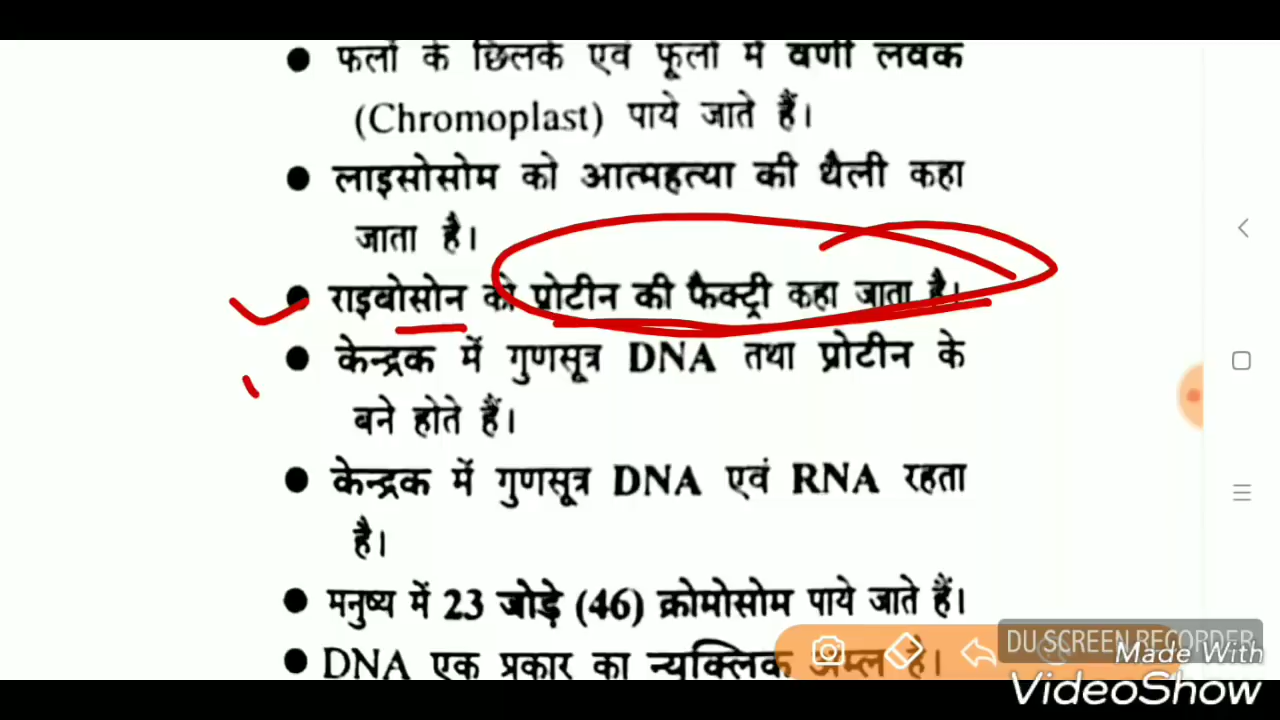 ● फलों के छिलके एवं फूलों में वर्णी लवक
(Chromoplast) पाये जाते हैं।
● लाइसोसोम को आत्महत्या की थैली कहा
जाता है।
● राइबोसोन को प्रोटीन की फैक्ट्री कहा जाता है।
● केन्द्रक में गुणसूत्र DNA तथा प्रोटीन के
बने होते हैं।
● केन्द्रक में गुणसूत्र DNA एवं RNA रहता
है।
● मनुष्य में 23 जोड़े (46) क्रोमोसोम पाये जाते हैं।
● DNA एक प्रकार का न्यूक्लिक अम्ल है।
DU SCREEN RECORDER
Made With
VideoShow